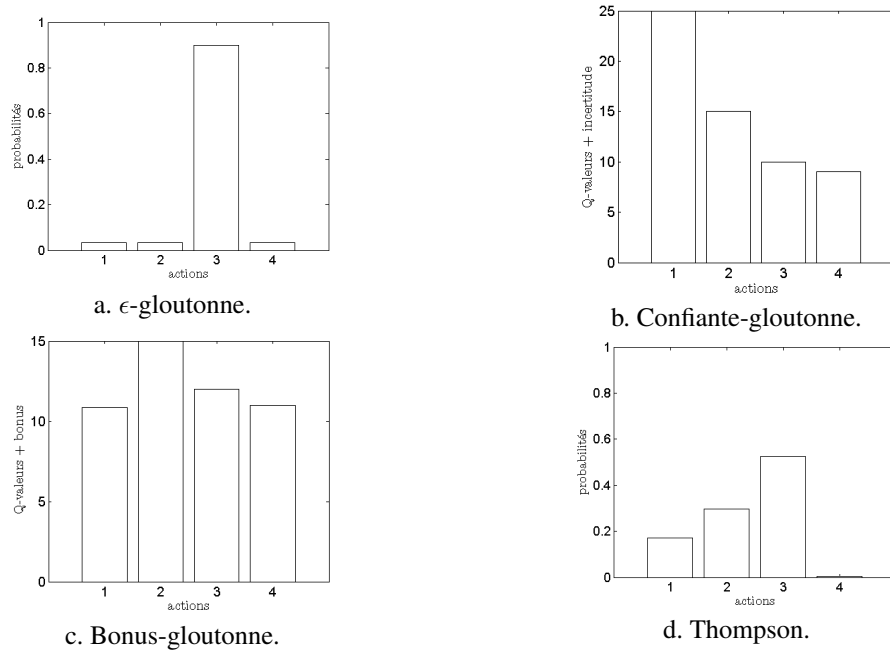 1
0.8
0.6
0.4
0.2
0
probabilités
1 2 3 4
actions
a. ϵ-gloutonne.
25
20
15
10
5
0
Q-valeurs + incertitude
1 2 3 4
actions
b. Confiante-gloutonne.
15
10
5
0
Q-valeurs + bonus
1 2 3 4
actions
c. Bonus-gloutonne.
1
0.8
0.6
0.4
0.2
0
probabilités
1 2 3 4
actions
d. Thompson.